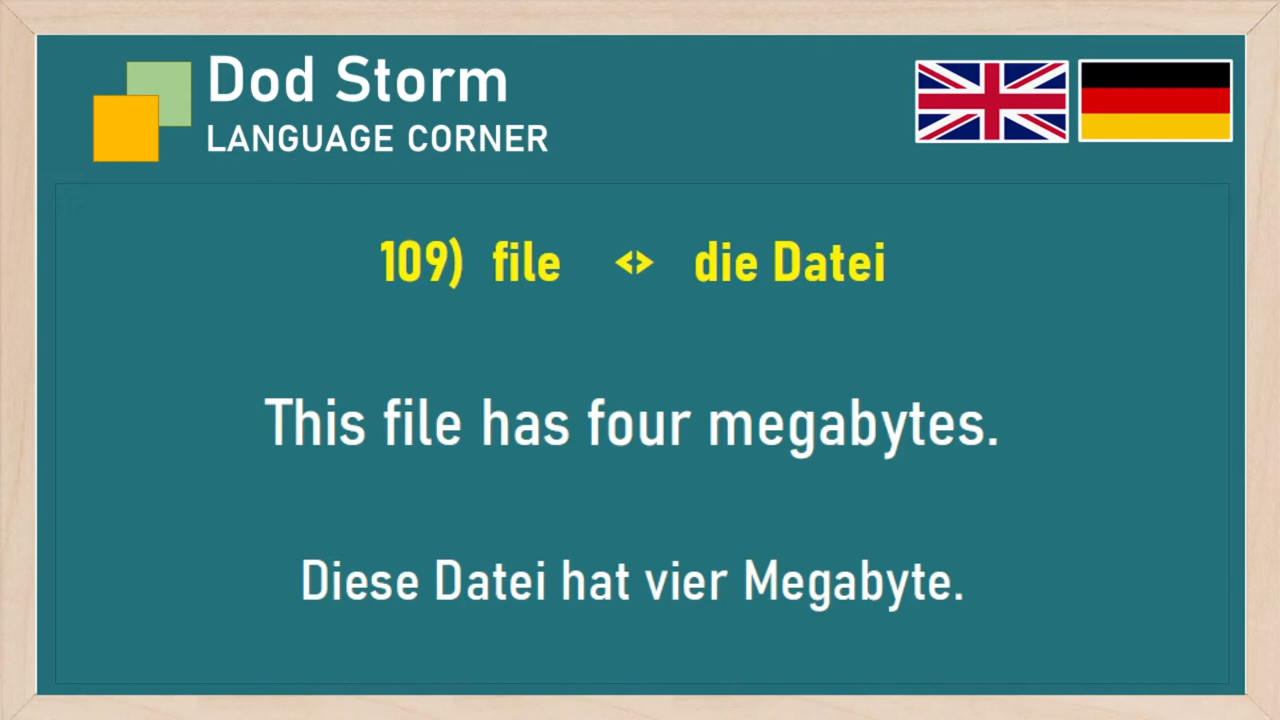 Dod Storm
LANGUAGE CORNER
109) file <> die Datei
This file has four megabytes.
Diese Datei hat vier Megabyte.